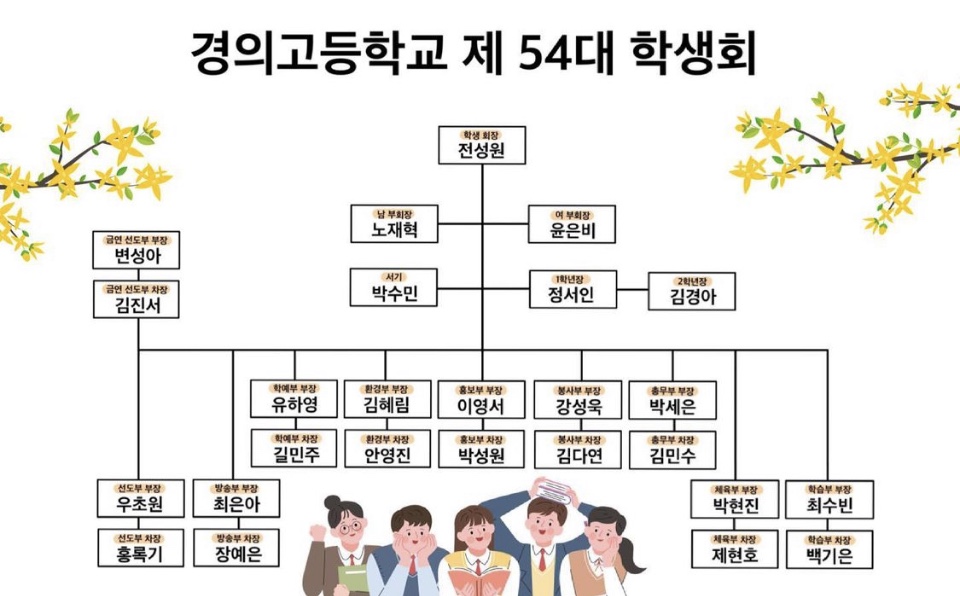 경의고등학교 제 54대 학생회
학생 회장
전성원
남 부회장
노재혁
여 부회장
윤은비
금연 선도부 부장
변성아
금연 선도부 차장
김진서
서기
박수민
1학년장
정서인
2학년장
김경아
학예부 부장
유하영
학예부 차장
길민주
환경부 부장
김혜림
환경부 차장
안영진
홍보부 부장
이영서
홍보부 차장
박성원
봉사부 부장
강성욱
봉사부 차장
김다연
총무부 부장
박세은
총무부 차장
김민수
선도부 부장
우초원
선도부 차장
홍록기
방송부 부장
최은아
방송부 차장
장예은
체육부 부장
박현진
체육부 차장
제현호
학습부 부장
최수빈
학습부 차장
백기은